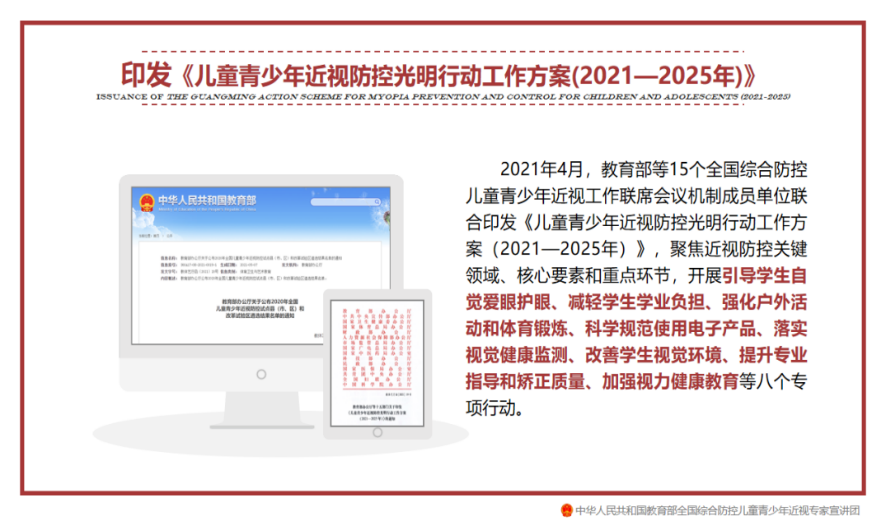 印发《儿童青少年近视防控光明行动工作方案(2021—2025年)》
ISSUANCE OF THE GUANGMING ACTION SCHEME FOR MYOPIA PREVENTION AND CONTROL FOR CHILDREN AND ADOLESCENTS (2021-2025)
中华人民共和国教育部
教育部办公厅关于公布2020年全国
儿童青少年近视防控试点县（市、区）和
改革试验区遴选结果名单的通知
2021年4月，教育部等15个全国综合防控
儿童青少年近视工作联席会议机制成员单位联
合印发《儿童青少年近视防控光明行动工作方
案（2021—2025年）》，聚焦近视防控关键
领域、核心要素和重点环节，开展引导学生自
觉爱眼护眼、减轻学生学业负担、强化户外活
动和体育锻炼、科学规范使用电子产品、落实
视觉健康监测、改善学生视觉环境、提升专业
指导和矫正质量、加强视力健康教育等八个专
项行动。
中华人民共和国教育部全国综合防控儿童青少年近视专家宣讲团